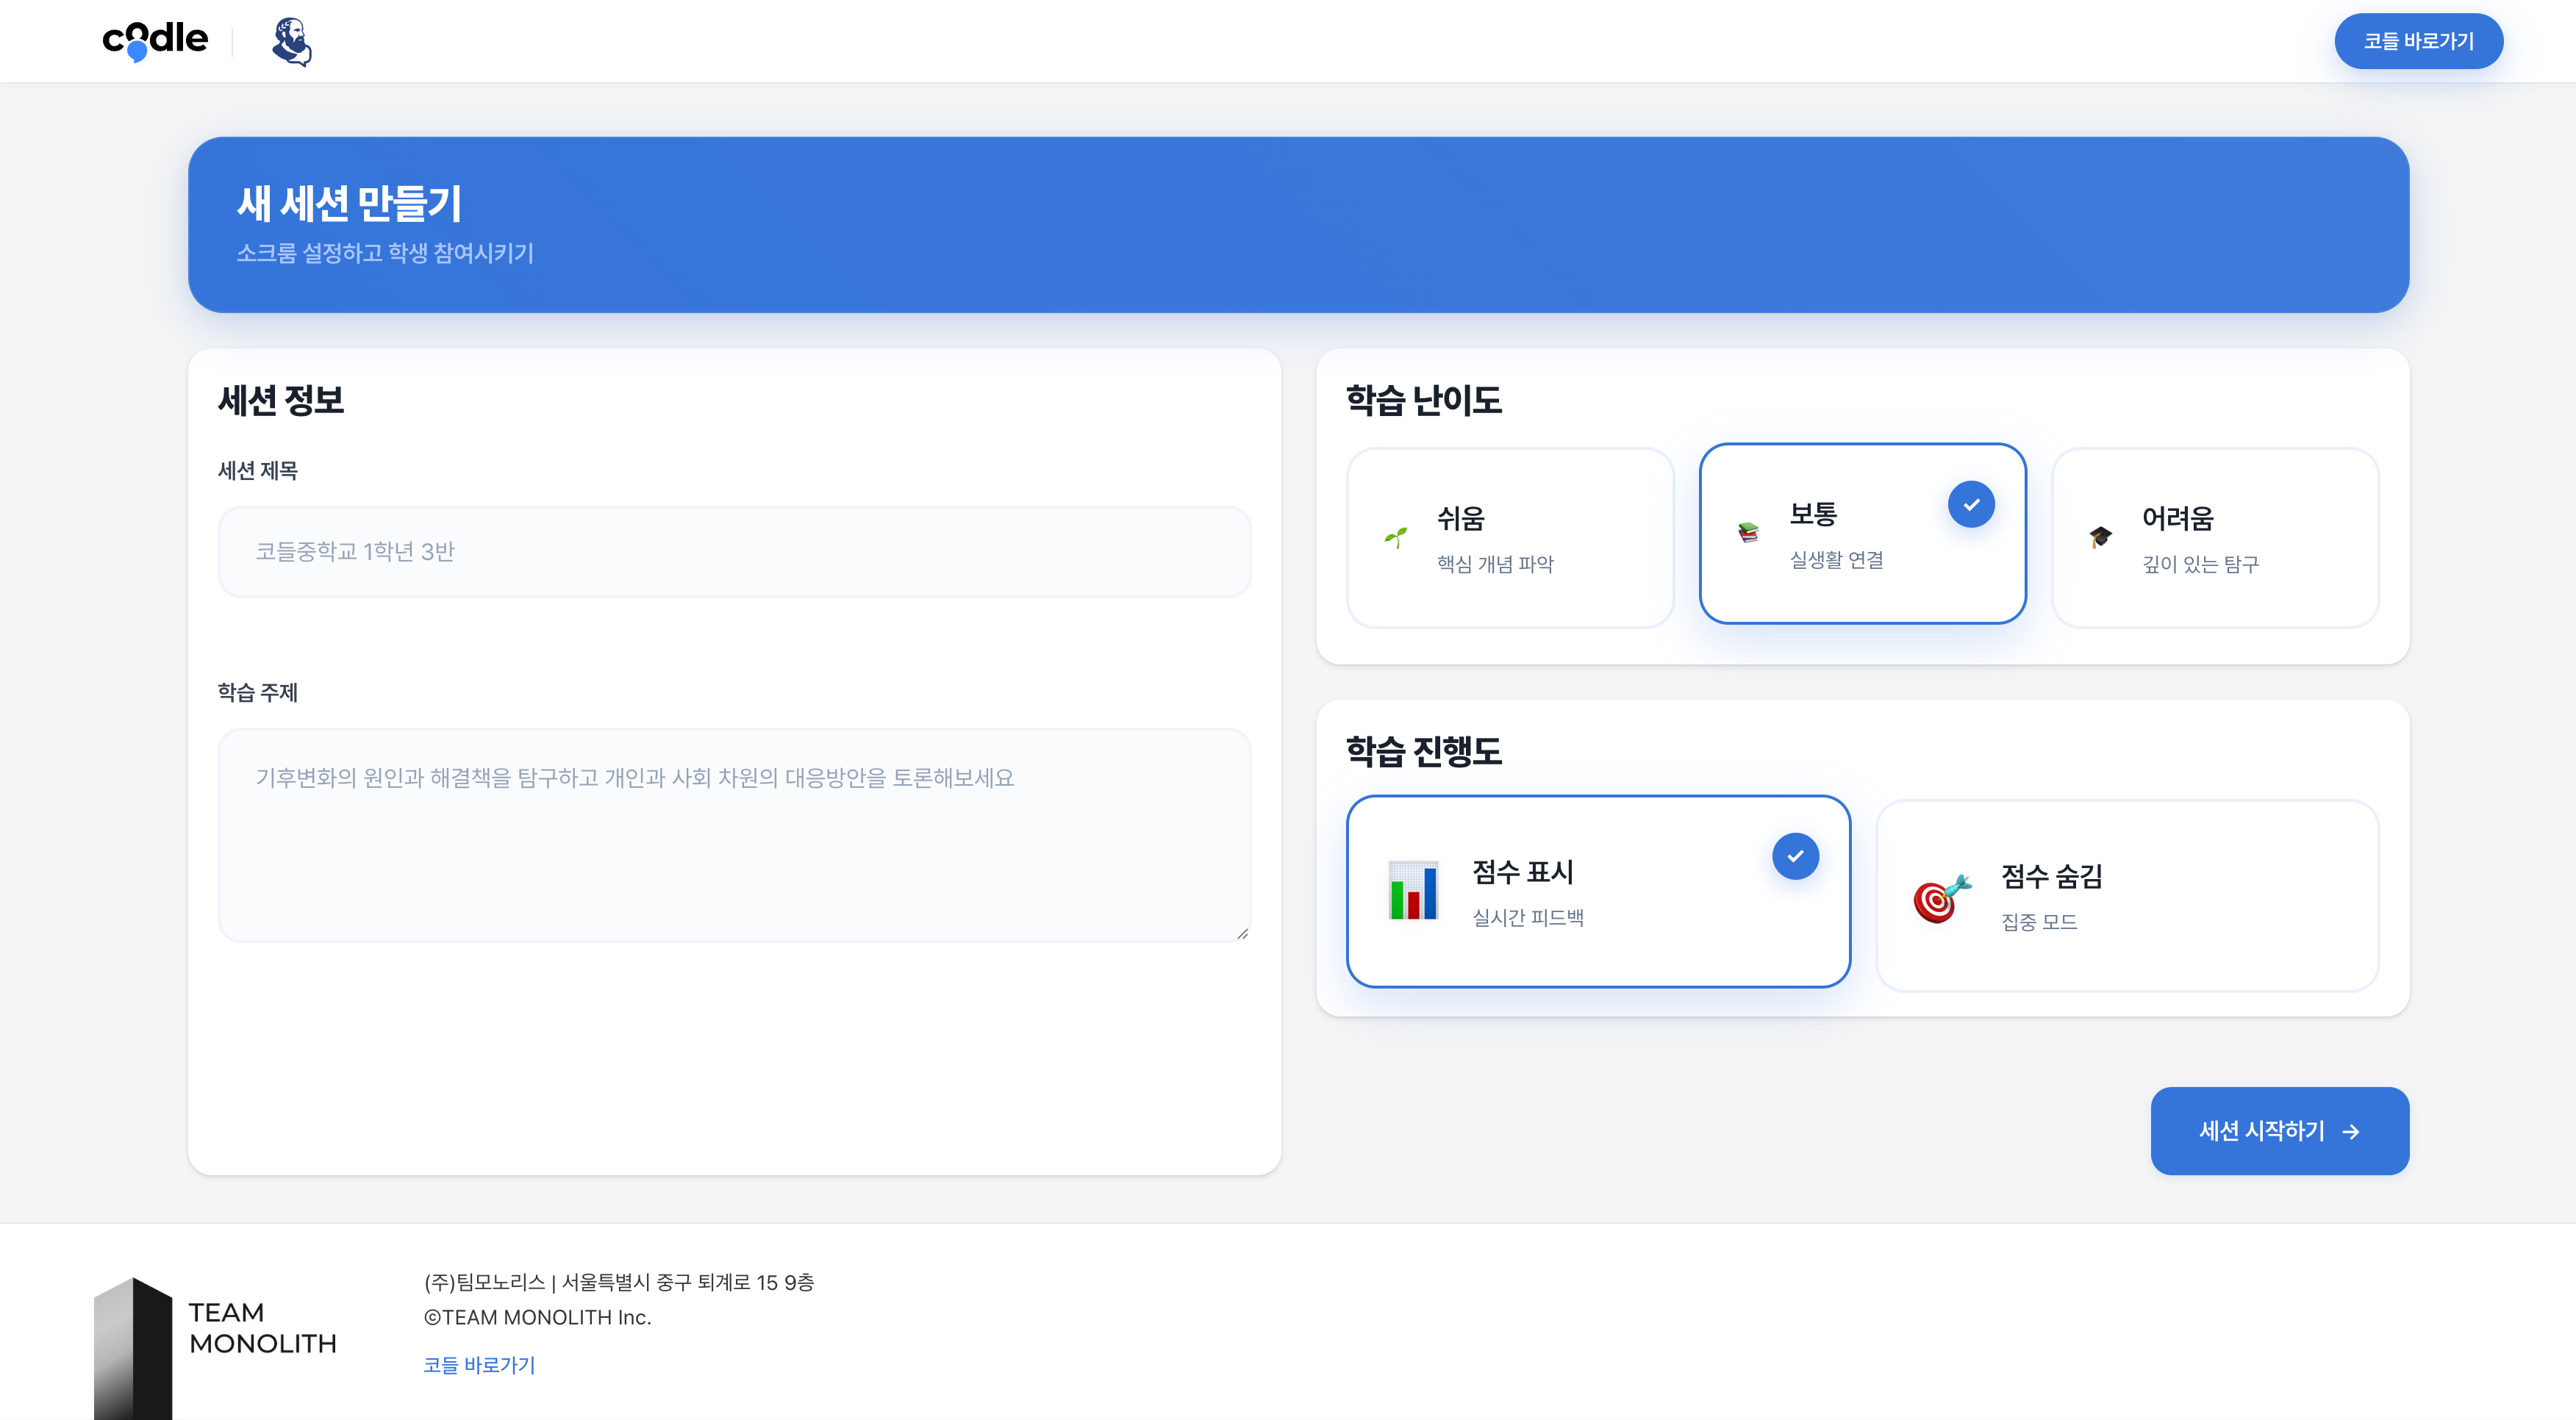 codle
코들 바로가기
새 세션 만들기
소크룸 설정하고 학생 참여시키기
세션 정보
세션 제목
코들중학교 1학년 3반
학습 주제
기후변화의 원인과 해결책을 탐구하고 개인과 사회 차원의 대응방안을 토론해보세요
학습 난이도
쉬움
핵심 개념 파악
보통
실생활 연결
어려움
깊이 있는 탐구
학습 진행도
점수 표시
실시간 피드백
점수 숨김
집중 모드
세션 시작하기 →
TEAM
MONOLITH
(주)팀모노리스 | 서울특별시 중구 퇴계로 15 9층
©TEAM MONOLITH Inc.
코들 바로가기